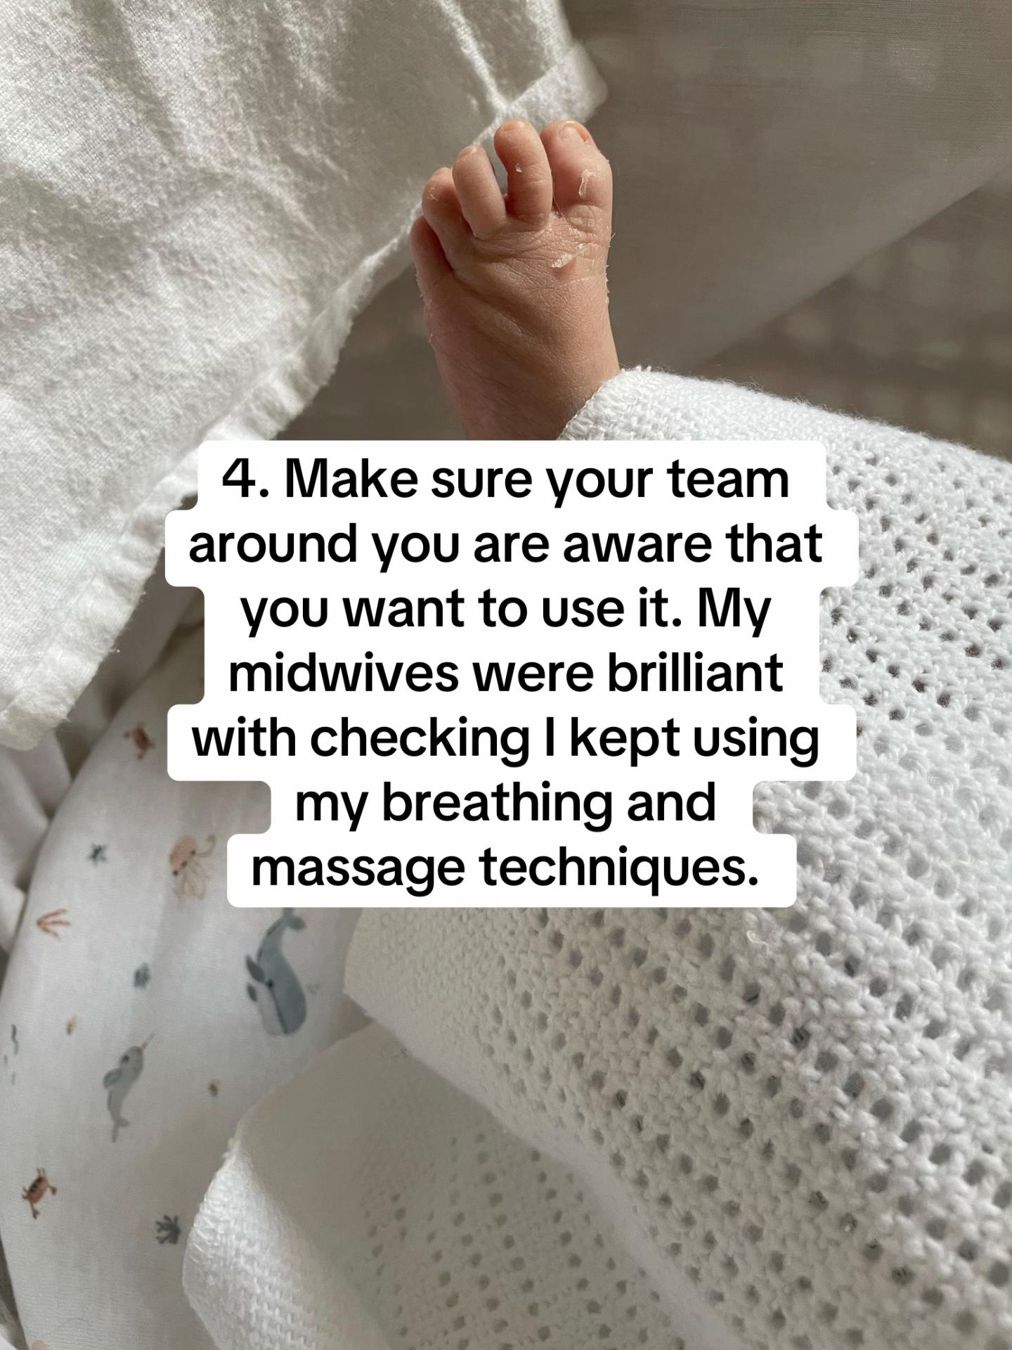 4. Make sure your team
around you are aware that
you want to use it. My
midwives were brilliant
with checking I kept using
my breathing and
massage techniques.